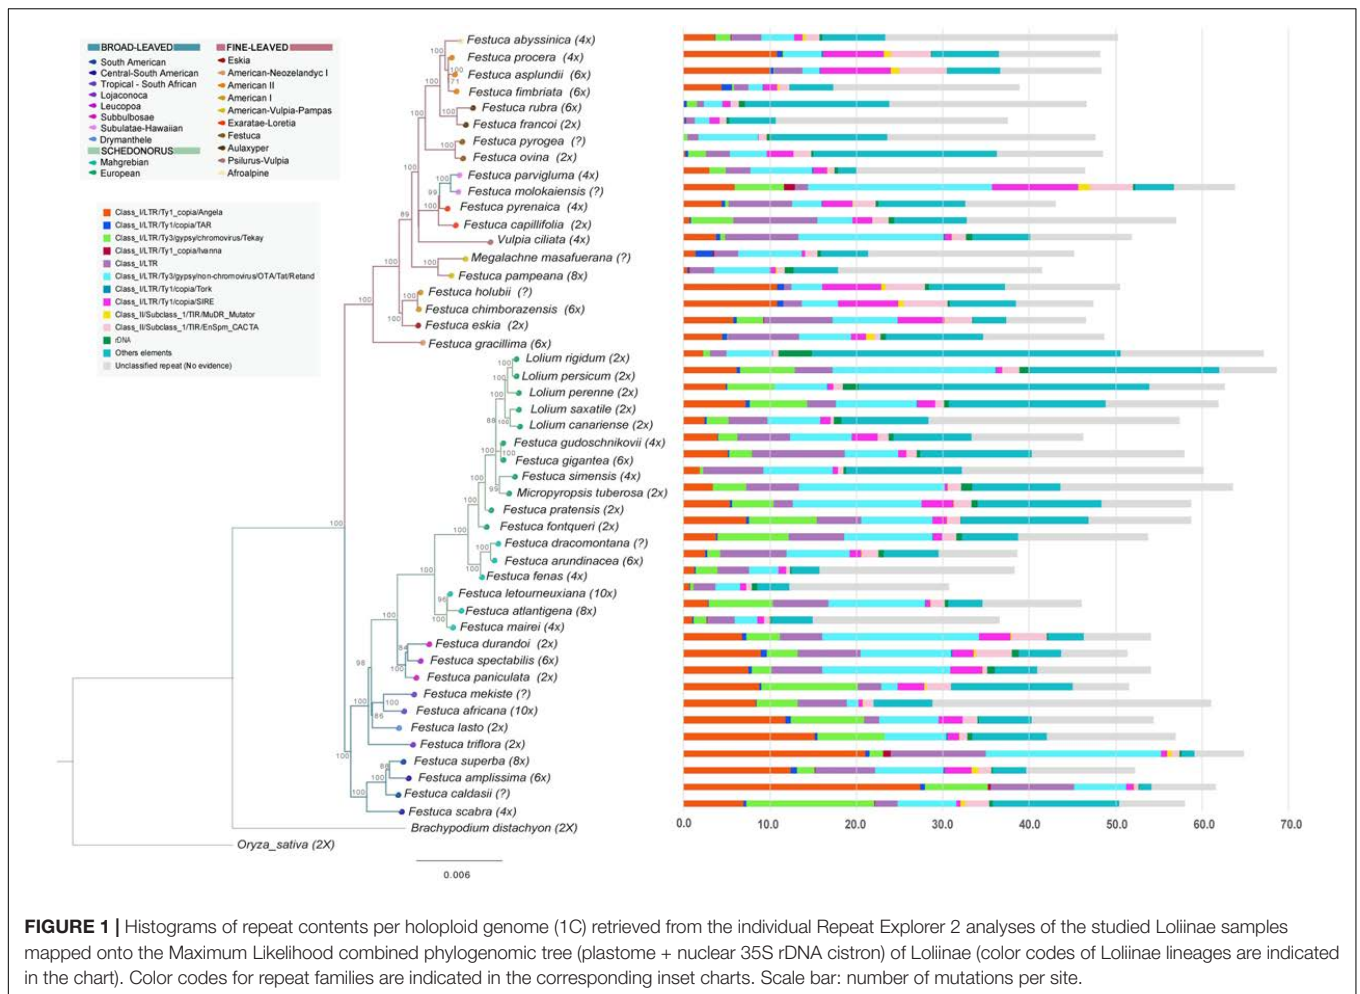 BROAD-LEAVED
South American
Central-South American
Tropical - South African
Lojaconoca
Leucopoa
Subbulbosae
Subulatae-Hawaiian
Drymanthele
SCHEDONORUS
Mahgrebian
European
FINE-LEAVED
Eskia
American-Neozelandyc I
American II
American I
American-Vulpia-Pampas
Exaratae-Loretia
Festuca
Aulaxyper
Psilurus-Vulpia
Afroalpine
Class_I/LTR/Ty1_copia/Angela
Class_I/LTR/Ty1/copia/TAR
Class_I/LTR/Ty3/gypsy/chromovirus/Tekay
Class_I/LTR/Ty1_copia/Ivanna
Class_I/LTR
Class_I/LTR/Ty3/gypsy/non-chromovirus/OTA/Tat/Retand
Class_I/LTR/Ty1/copia/Tork
Class_I/LTR/Ty1/copia/SIRE
Class_II/Subclass_1/TIR/MuDR_Mutator
Class_II/Subclass_1/TIR/EnSpm_CACTA
rDNA
Others elements
Unclassified repeat (No evidence)
Festuca abyssinica (4x)
Festuca procera (4x)
Festuca asplundii (6x)
Festuca fimbriata (6x)
Festuca rubra (6x)
Festuca francoi (2x)
Festuca pyrogea (?)
Festuca ovina (2x)
Festuca parvigluma (4x)
Festuca molokaiensis (?)
Festuca pyrenaica (4x)
Festuca capillifolia (2x)
Vulpia ciliata (4x)
Megalachne masafuerana (?)
Festuca pampeana (8x)
Festuca holubii (?)
Festuca chimborazensis (6x)
Festuca eskia (2x)
Festuca gracillima (6x)
Lolium rigidum (2x)
Lolium persicum (2x)
Lolium perenne (2x)
Lolium saxatile (2x)
Lolium canariense (2x)
Festuca gudoschnikovii (4x)
Festuca gigantea (6x)
Festuca simensis (4x)
Micropyropsis tuberosa (2x)
Festuca pratensis (2x)
Festuca fontqueri (2x)
Festuca dracomontana (?)
Festuca arundinacea (6x)
Festuca fenas (4x)
Festuca letourneuxiana (10x)
Festuca atlantigena (8x)
Festuca mairei (4x)
Festuca durandoi (2x)
Festuca spectabilis (6x)
Festuca paniculata (2x)
Festuca mekiste (?)
Festuca africana (10x)
Festuca lasto (2x)
Festuca triflora (2x)
Festuca superba (8x)
Festuca amplissima (6x)
Festuca caldasii (?)
Festuca scabra (4x)
Brachypodium distachyon (2X)
Oryza_sativa (2X)
0.006
0.0 10.0 20.0 30.0 40.0 50.0 60.0 70.0
FIGURE 1 | Histograms of repeat contents per holoploid genome (1C) retrieved from the individual Repeat Explorer 2 analyses of the studied Loliinae samples
mapped onto the Maximum Likelihood combined phylogenomic tree (plastome + nuclear 35S rDNA cistron) of Loliinae (color codes of Loliinae lineages are indicated
in the chart). Color codes for repeat families are indicated in the corresponding inset charts. Scale bar: number of mutations per site.